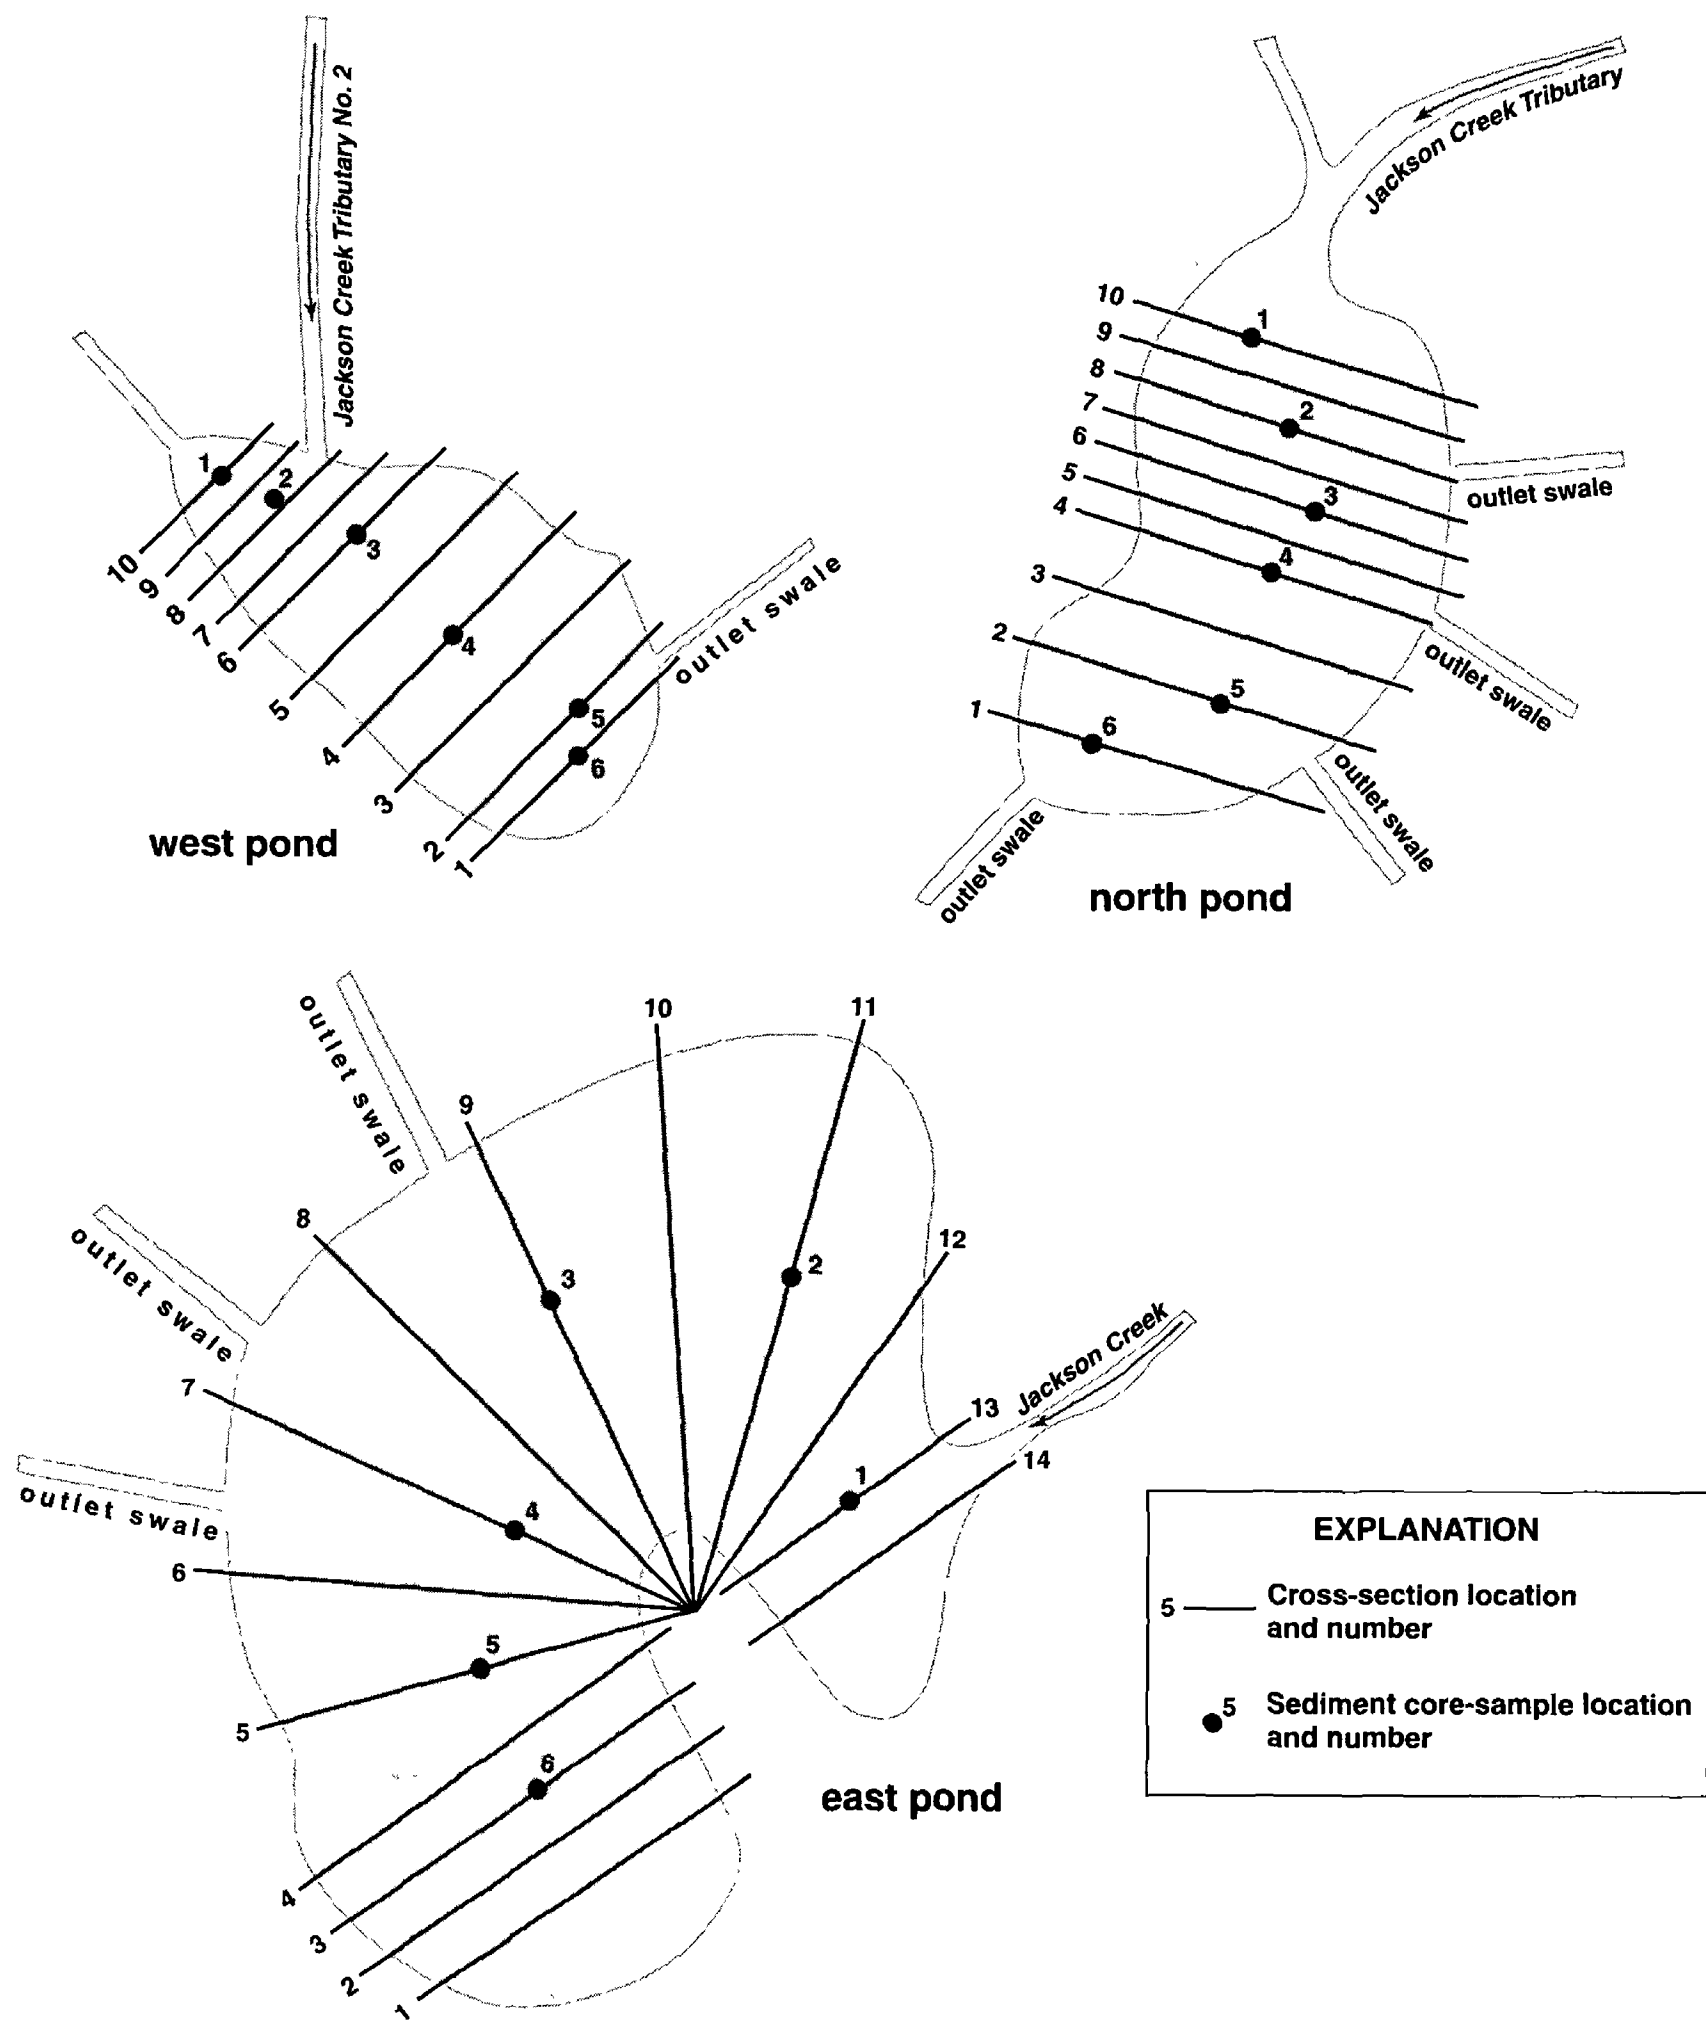 Jackson Creek Tributary No. 2
1
2
3
4
5
6
10
9
8
7
6
5
4
3
2
1
outlet swale
west pond
Jackson Creek Tributary
10
9
8
7
6
5
4
3
2
1
1
2
3
4
5
6
outlet swale
outlet swale
outlet swale
outlet swale
north pond
outlet swale
outlet swale
outlet swale
10
11
9
8
12
7
13
14
6
5
4
3
2
1
2
3
1
4
5
6
Jackson Creek
east pond
EXPLANATION
5 Cross-section location
and number
5 Sediment core-sample location
and number